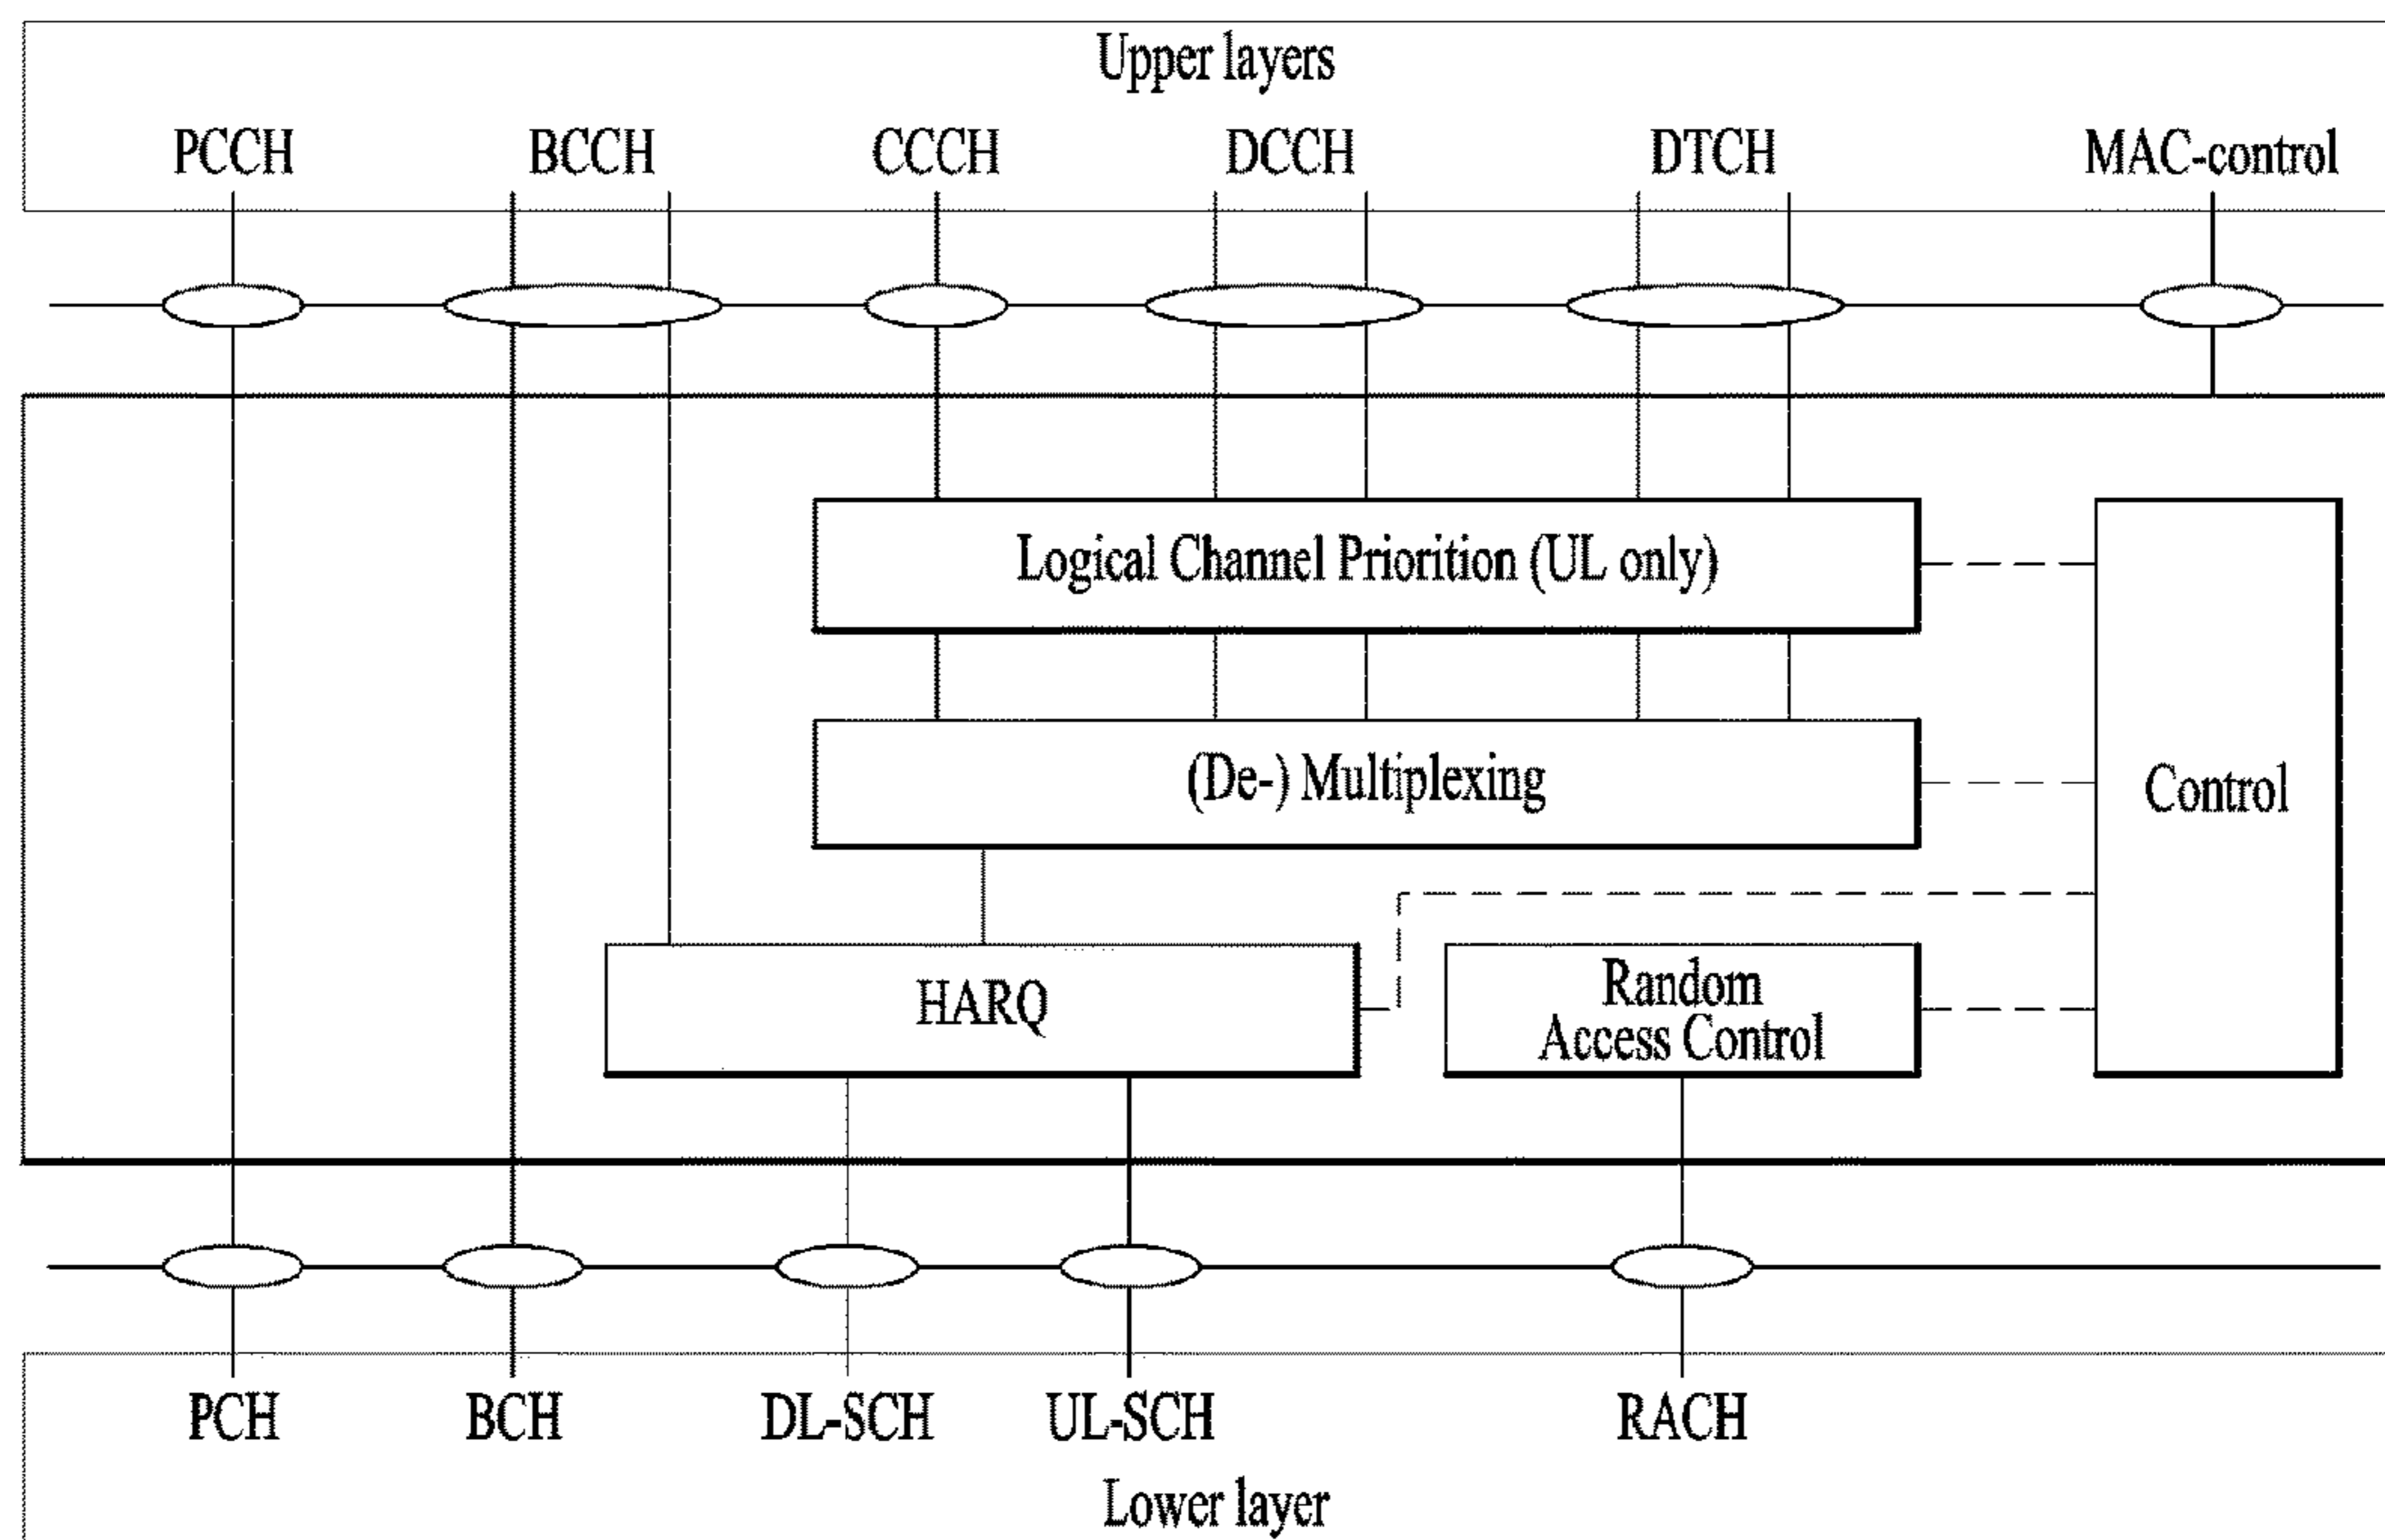 Upper layers
PCCH BCCH CCCH DCCH DTCH MAC-control
Logical Channel Priorition (UL only)
(De-) Multiplexing
Control
HARQ
Random
Access Control
PCH BCH DL-SCH UL-SCH RACH
Lower layer